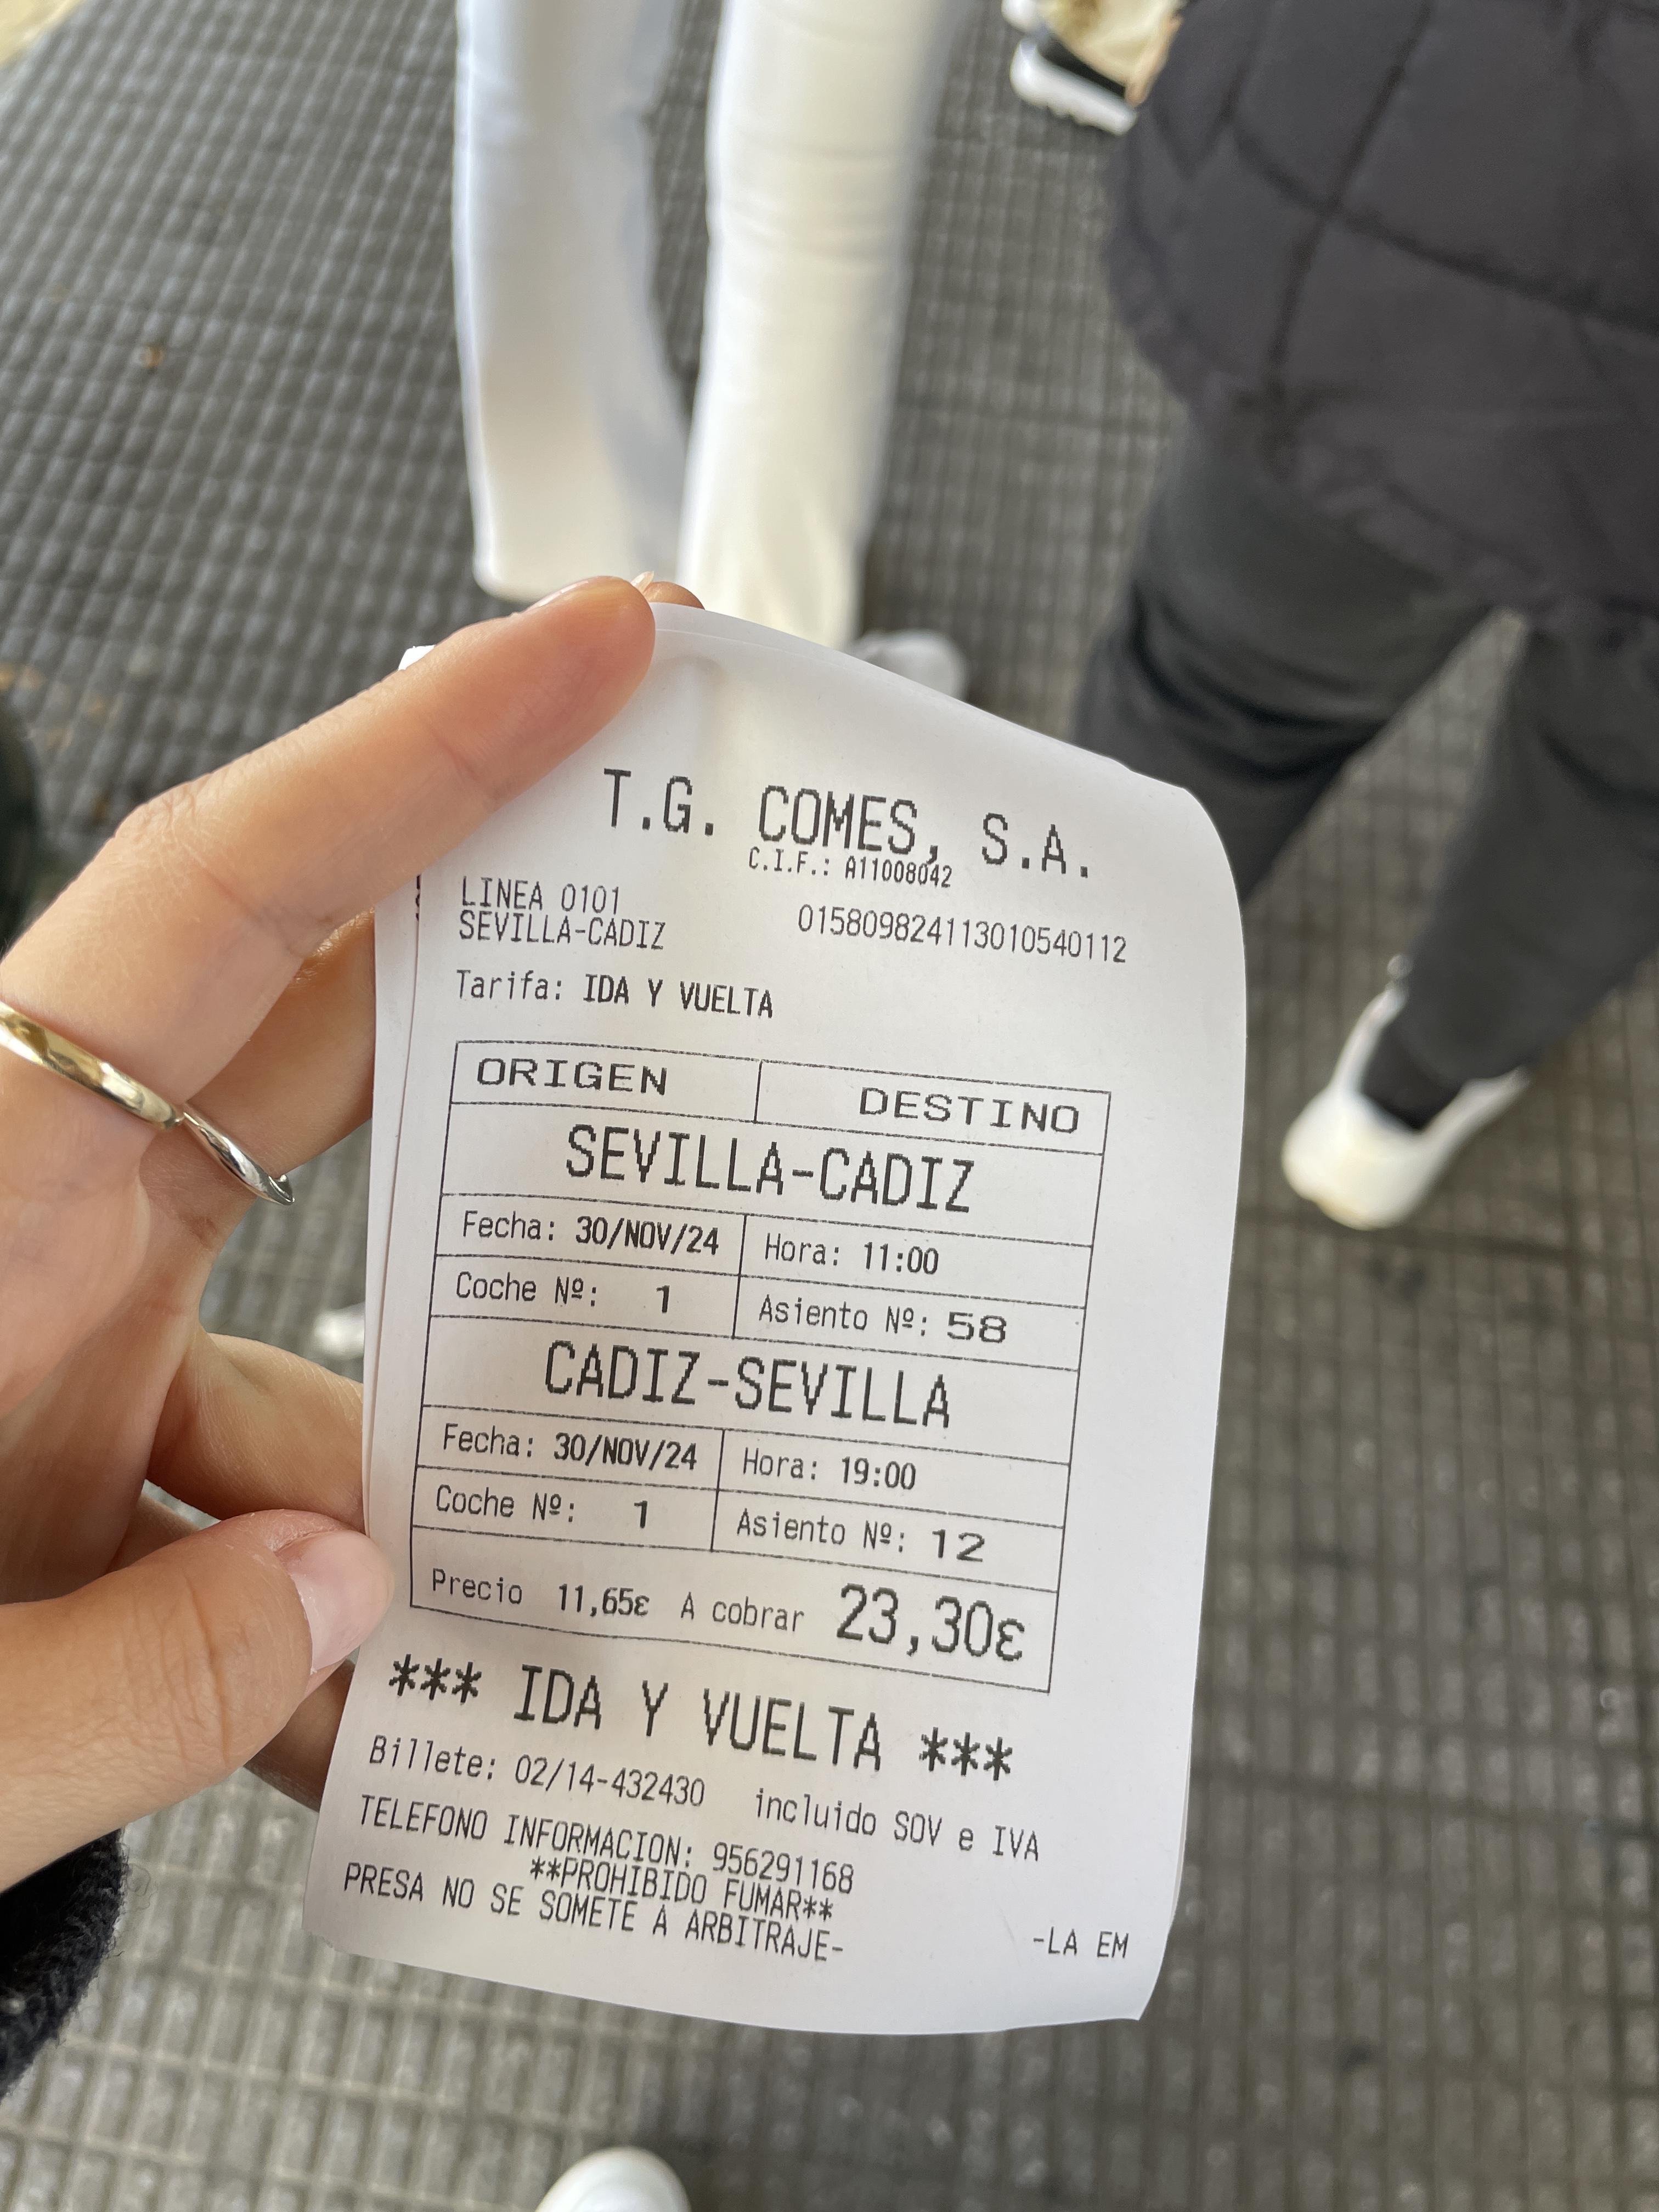 T.G. COMES, S.A.
C.I.F.: A11008042
LINEA 0101
SEVILLA-CADIZ 015809824113010540112
Tarifa: IDA Y VUELTA
ORIGEN DESTINO
SEVILLA-CADIZ
Fecha: 30/NOV/24 Hora: 11:00
Coche Nº: 1 Asiento Nº: 58
CADIZ-SEVILLA
Fecha: 30/NOV/24 Hora: 19:00
Coche Nº: 1 Asiento Nº: 12
Precio 11,65€ A cobrar 23,30€
*** IDA Y VUELTA ***
Billete: 02/14-432430 incluido SOV e IVA
TELEFONO INFORMACION: 956291168
**PROHIBIDO FUMAR** -LA EM
PRESA NO SE SOMETE A ARBITRAJE-